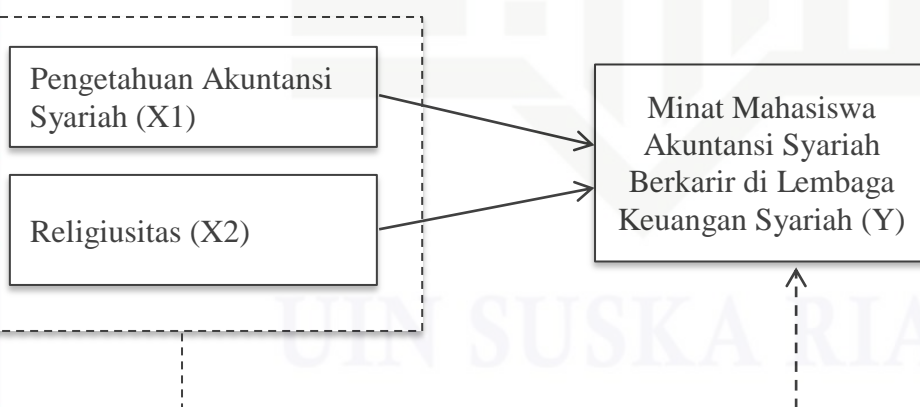 Pengetahuan Akuntansi
Syariah (X1)
Religiusitas (X2)
Minat Mahasiswa
Akuntansi Syariah
Berkarir di Lembaga
Keuangan Syariah (Y)
UIN SUSKA RIA